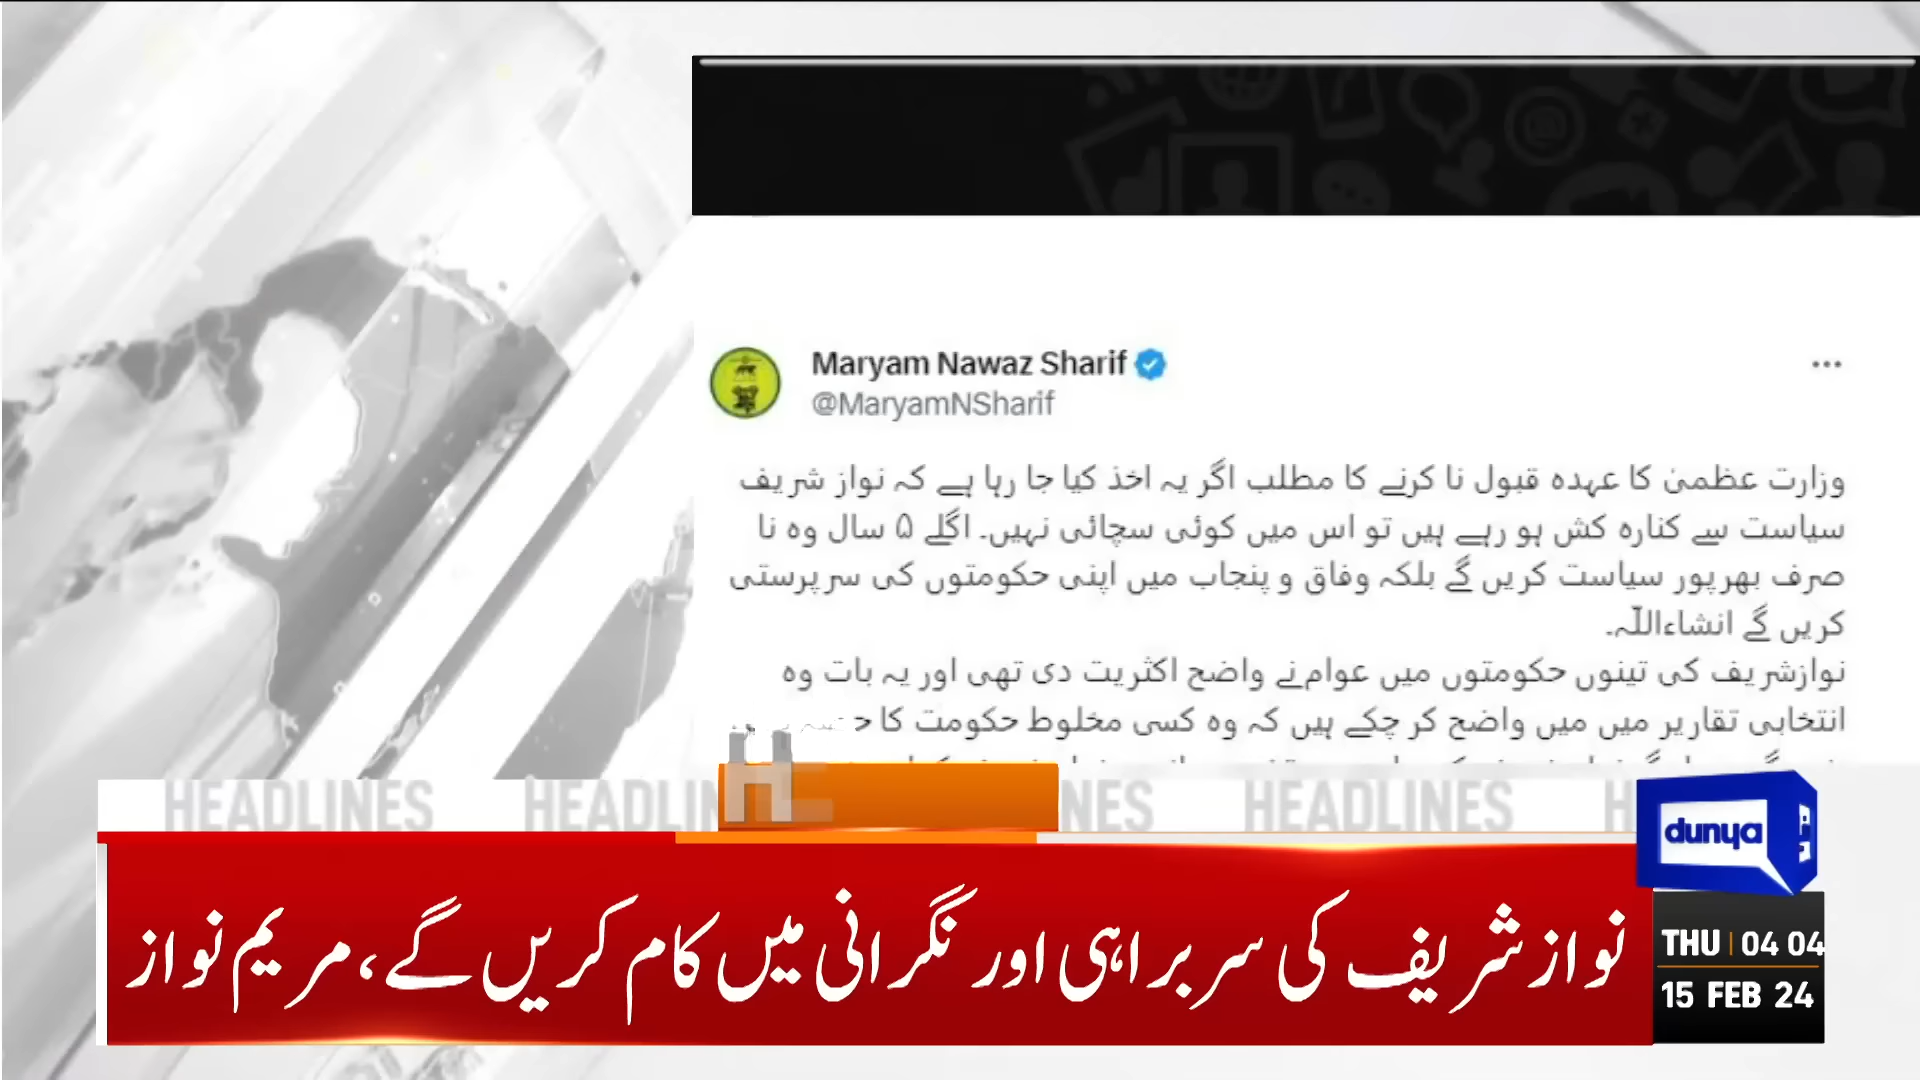 Maryam Nawaz Sharif
@MaryamNSharif
وزارت عظمیٰ کا عہدہ قبول نا کرنے کا مطلب اگر یہ اخذ کیا جا رہا ہے کہ نواز شریف
سیاست سے کنارہ کش ہو رہے ہیں تو اس میں کوئی سچائی نہیں۔ اگلے ۵ سال وہ نا
صرف بھرپور سیاست کریں گے بلکہ وفاق و پنجاب میں اپنی حکومتوں کی سرپرستی
کریں گے انشاءاللّہ۔
نوازشریف کی تینوں حکومتوں میں عوام نے واضح اکثریت دی تھی اور یہ بات وہ
انتخابی تقاریر میں میں واضح کر چکے ہیں کہ وہ کسی مخلوط حکومت کا
HEADLINES HEADLINES HEADLINES
dunya
نواز شریف کی سربراہی اور نگرانی میں کام کریں گے، مریم نواز
THU 04 04
15 FEB 24